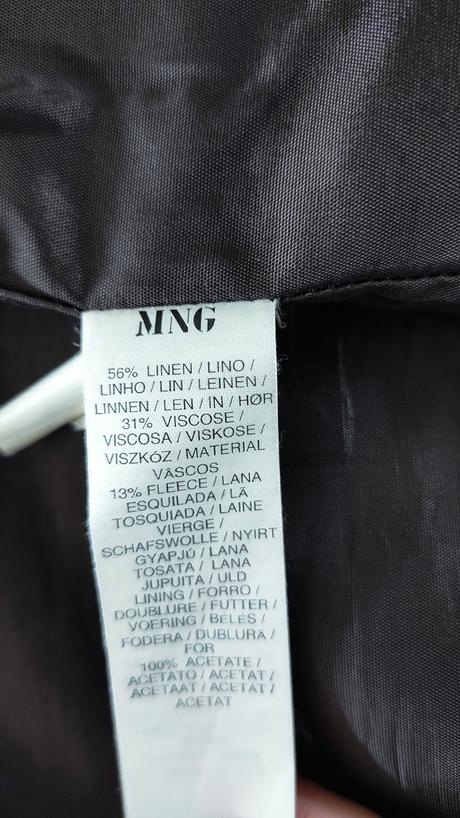 MNG
56% LINEN / LINO /
LINHO / LIN / LEINEN /
LINNEN / LEN / IN / HØR
31% VISCOSE /
VISCOSA / VISKOSE /
VISZKÓZ / MATERIAL
VÂSCOS
13% FLEECE / LANA
ESQUILADA / LÃ
TOSQUIADA / LAINE
VIERGE /
SCHAFSWOLLE / NYIRT
GYAPJÚ / LANA
TOSATA / LANA
JUPUITA / ULD
LINING / FORRO /
DOUBLURE / FUTTER /
VOERING / BÉLÉS /
FODERA / DUBLURA /
FOR
100% ACETATE /
ACETATO / ACETAT /
ACETAAT / ACETÁT /
ACETAT